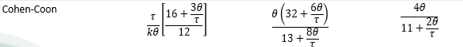 Cohen-Coon τ/kθ [16 + 3θ/τ / 12] θ(32 + 6θ/τ) / 13 + 8θ/τ 4θ / 11 + 2θ/τ